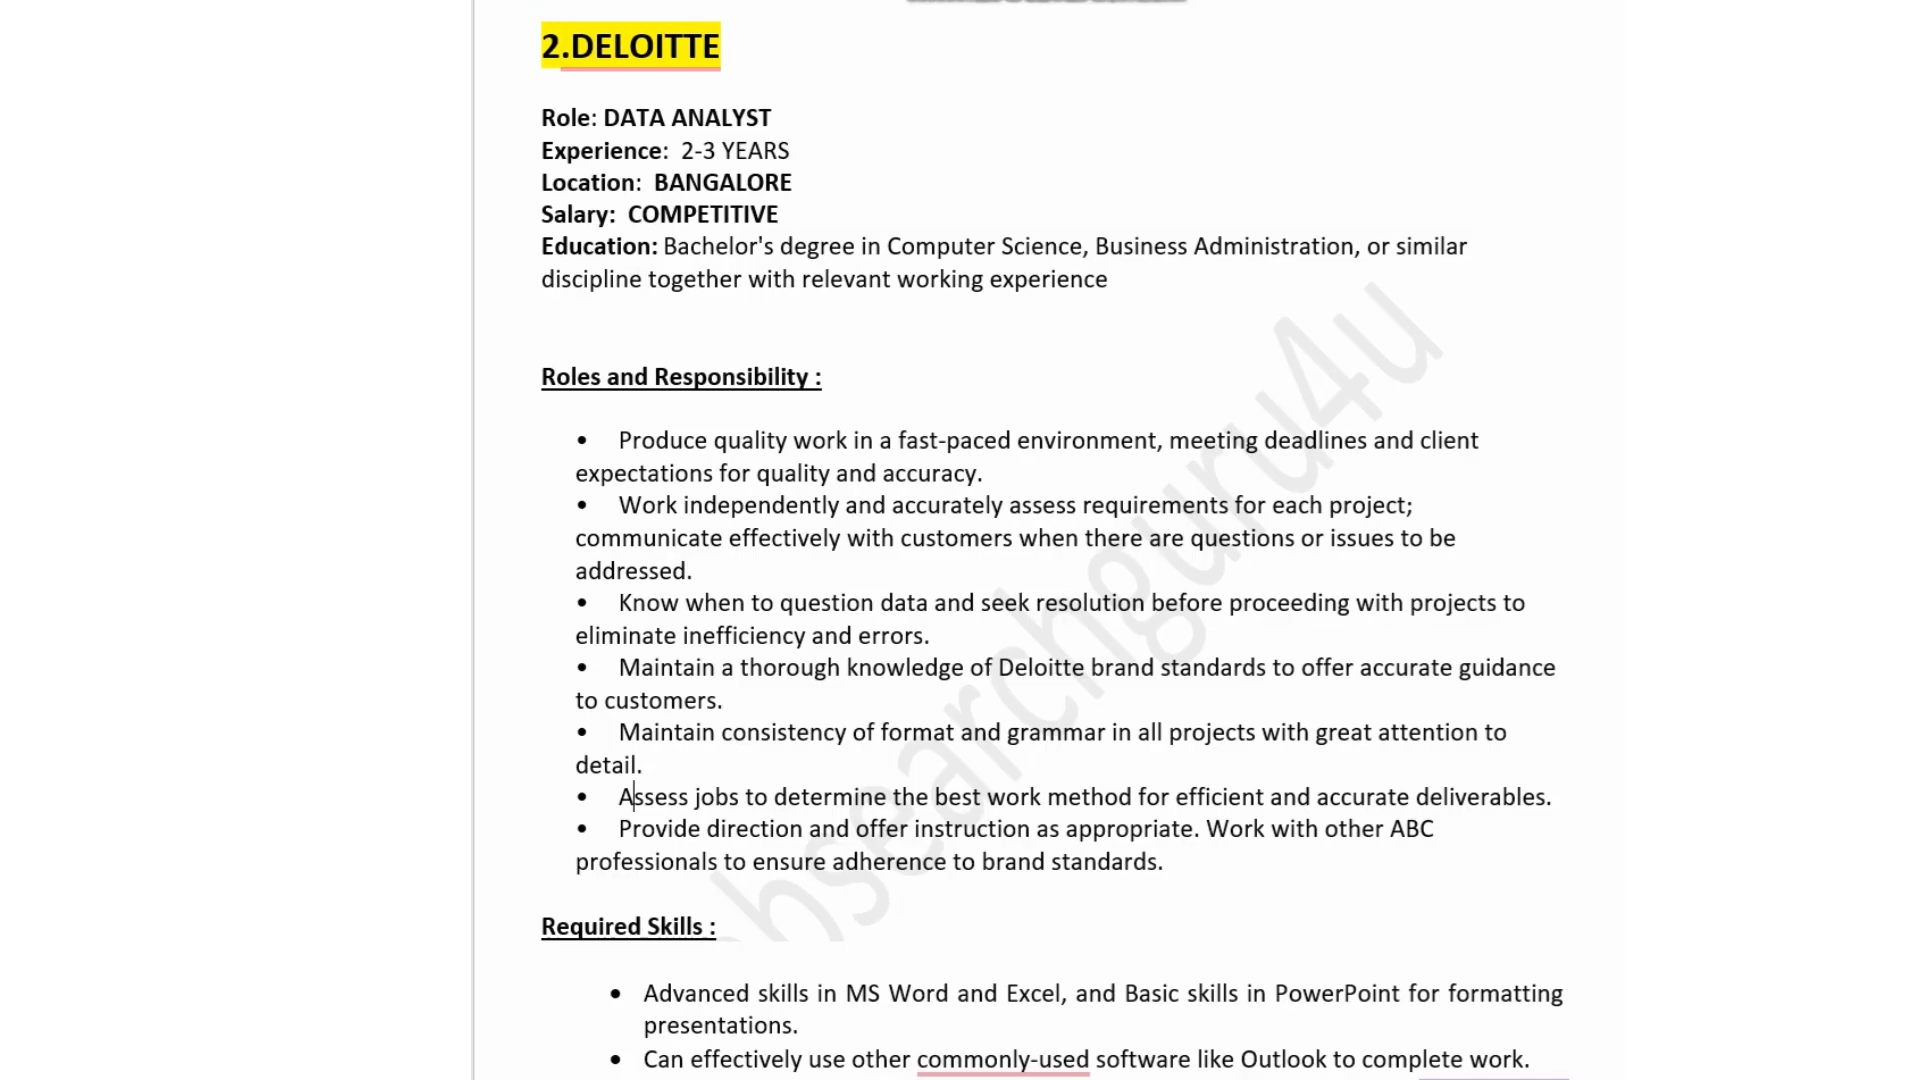 2.DELOITTE
Role: DATA ANALYST
Experience: 2-3 YEARS
Location: BANGALORE
Salary: COMPETITIVE
Education: Bachelor's degree in Computer Science, Business Administration, or similar
discipline together with relevant working experience
Roles and Responsibility :
• Produce quality work in a fast-paced environment, meeting deadlines and client
expectations for quality and accuracy.
• Work independently and accurately assess requirements for each project;
communicate effectively with customers when there are questions or issues to be
addressed.
• Know when to question data and seek resolution before proceeding with projects to
eliminate inefficiency and errors.
• Maintain a thorough knowledge of Deloitte brand standards to offer accurate guidance
to customers.
• Maintain consistency of format and grammar in all projects with great attention to
detail.
• Assess jobs to determine the best work method for efficient and accurate deliverables.
• Provide direction and offer instruction as appropriate. Work with other ABC
professionals to ensure adherence to brand standards.
Required Skills :
• Advanced skills in MS Word and Excel, and Basic skills in PowerPoint for formatting
presentations.
• Can effectively use other commonly-used software like Outlook to complete work.
bsearchguru4u